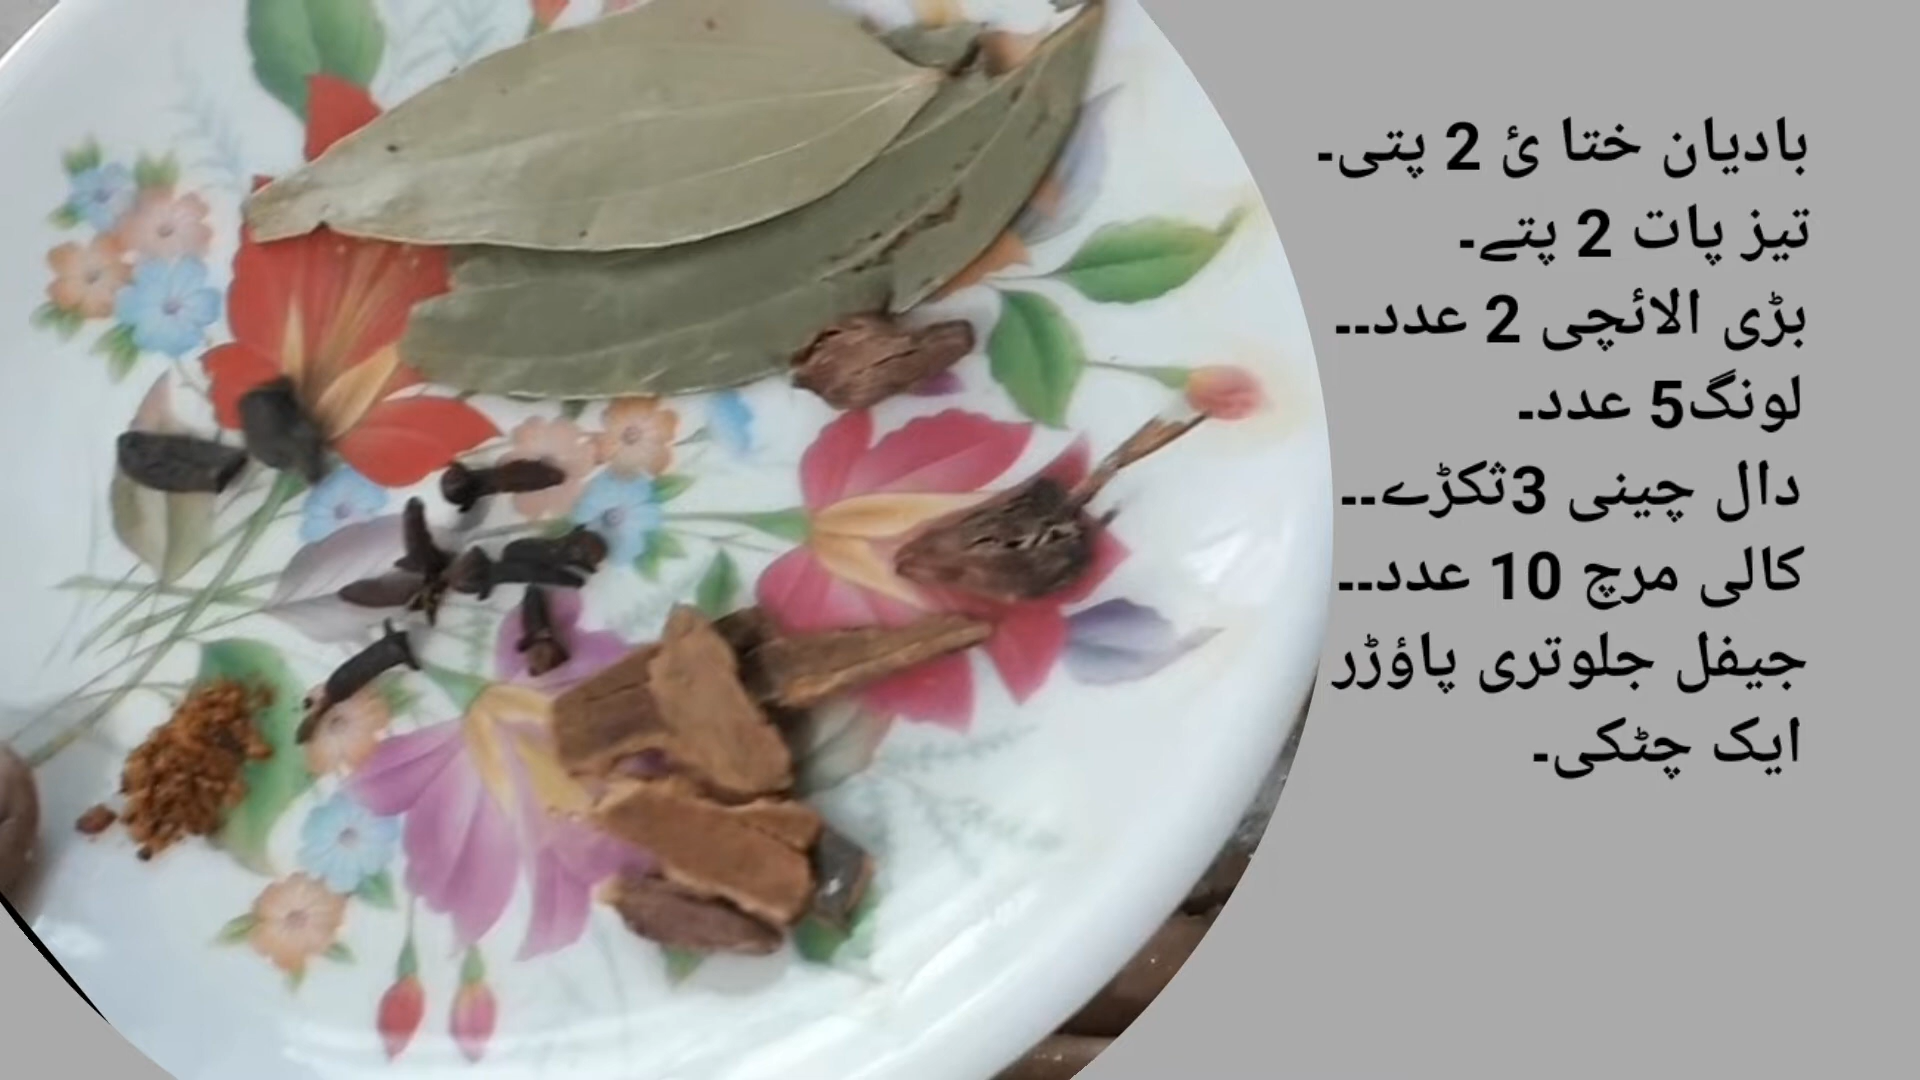 بادیان ختا ئ 2 پتی۔
تیز پات 2 پتے۔
بڑی الائچی 2 عدد۔۔
لونگ5 عدد۔
دال چینی 3ٹکڑے۔۔
کالی مرچ 10 عدد۔۔
جیفل جلوتری پاؤڑر
ایک چٹکی۔